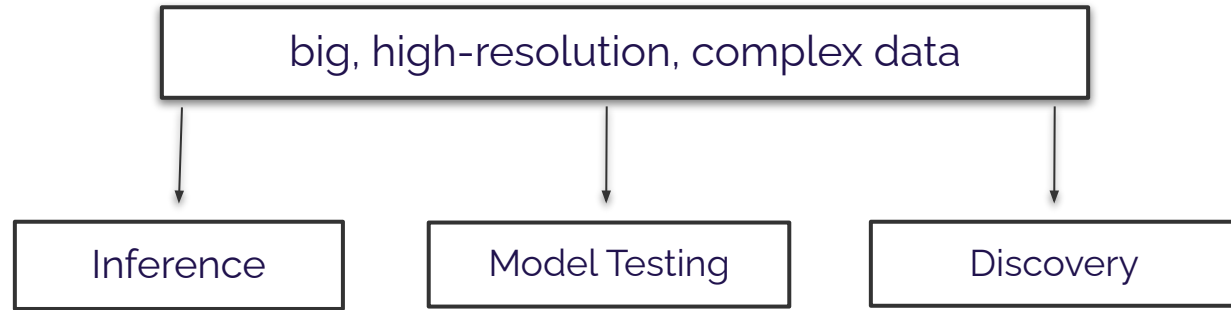 big, high-resolution, complex data
Inference
Model Testing
Discovery